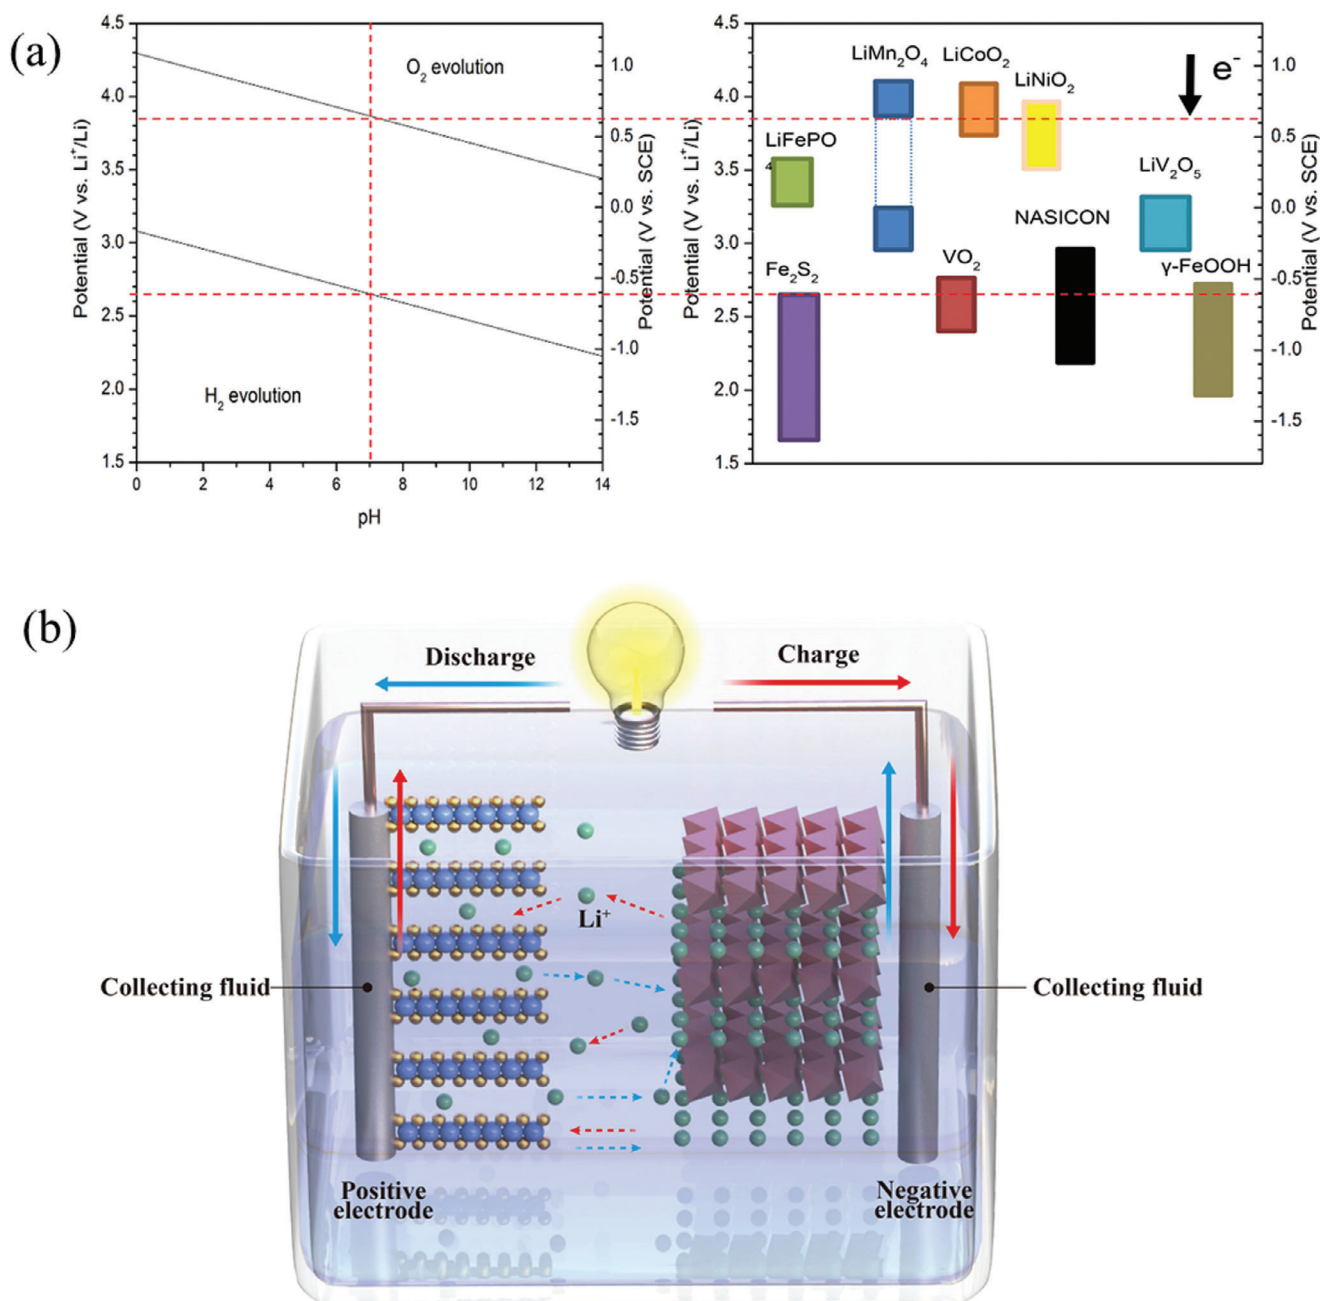 (a)
4.5
4.0
3.5
3.0
2.5
2.0
1.5
Potential (V vs. Li⁺/Li)
O₂ evolution
H₂ evolution
0 2 4 6 8 10 12 14
pH
1.0
0.5
0.0
-0.5
-1.0
-1.5
Potential (V vs. SCE)
4.5
4.0
3.5
3.0
2.5
2.0
1.5
Potential (V vs. Li⁺/Li)
LiMn₂O₄
LiCoO₂
LiNiO₂
e⁻
LiFePO
4
LiV₂O₅
NASICON
Fe₂S₂
VO₂
γ-FeOOH
1.0
0.5
0.0
-0.5
-1.0
-1.5
Potential (V vs. SCE)
(b)
Discharge
Charge
Li⁺
Collecting fluid
Collecting fluid
Positive
electrode
Negative
electrode